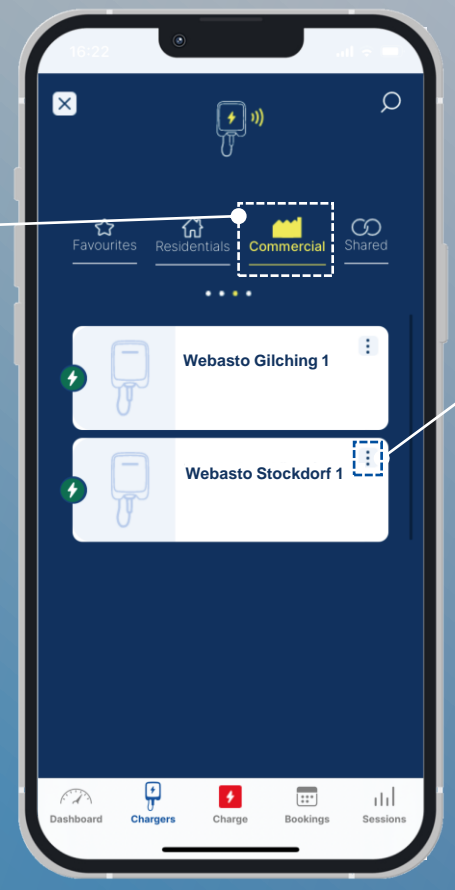 16:22
Favourites Residentials Commercial Shared
Webasto Gilching 1
Webasto Stockdorf 1
Dashboard Chargers Charge Bookings Sessions